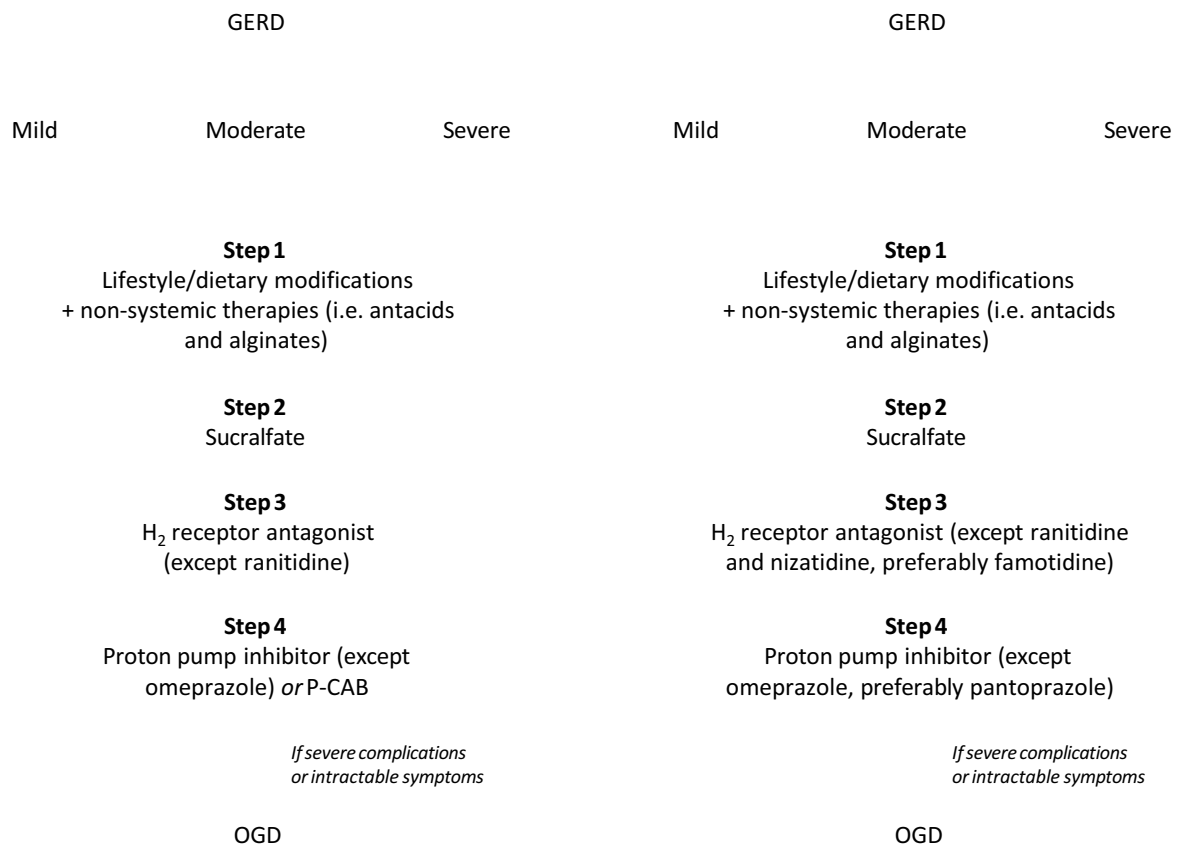 GERD
Mild Moderate Severe
Step 1
Lifestyle/dietary modifications
+ non-systemic therapies (i.e. antacids
and alginates)
Step 2
Sucralfate
Step 3
H₂ receptor antagonist
(except ranitidine)
Step 4
Proton pump inhibitor (except
omeprazole) or P-CAB
If severe complications
or intractable symptoms
OGD
GERD
Mild Moderate Severe
Step 1
Lifestyle/dietary modifications
+ non-systemic therapies (i.e. antacids
and alginates)
Step 2
Sucralfate
Step 3
H₂ receptor antagonist (except ranitidine
and nizatidine, preferably famotidine)
Step 4
Proton pump inhibitor (except
omeprazole, preferably pantoprazole)
If severe complications
or intractable symptoms
OGD